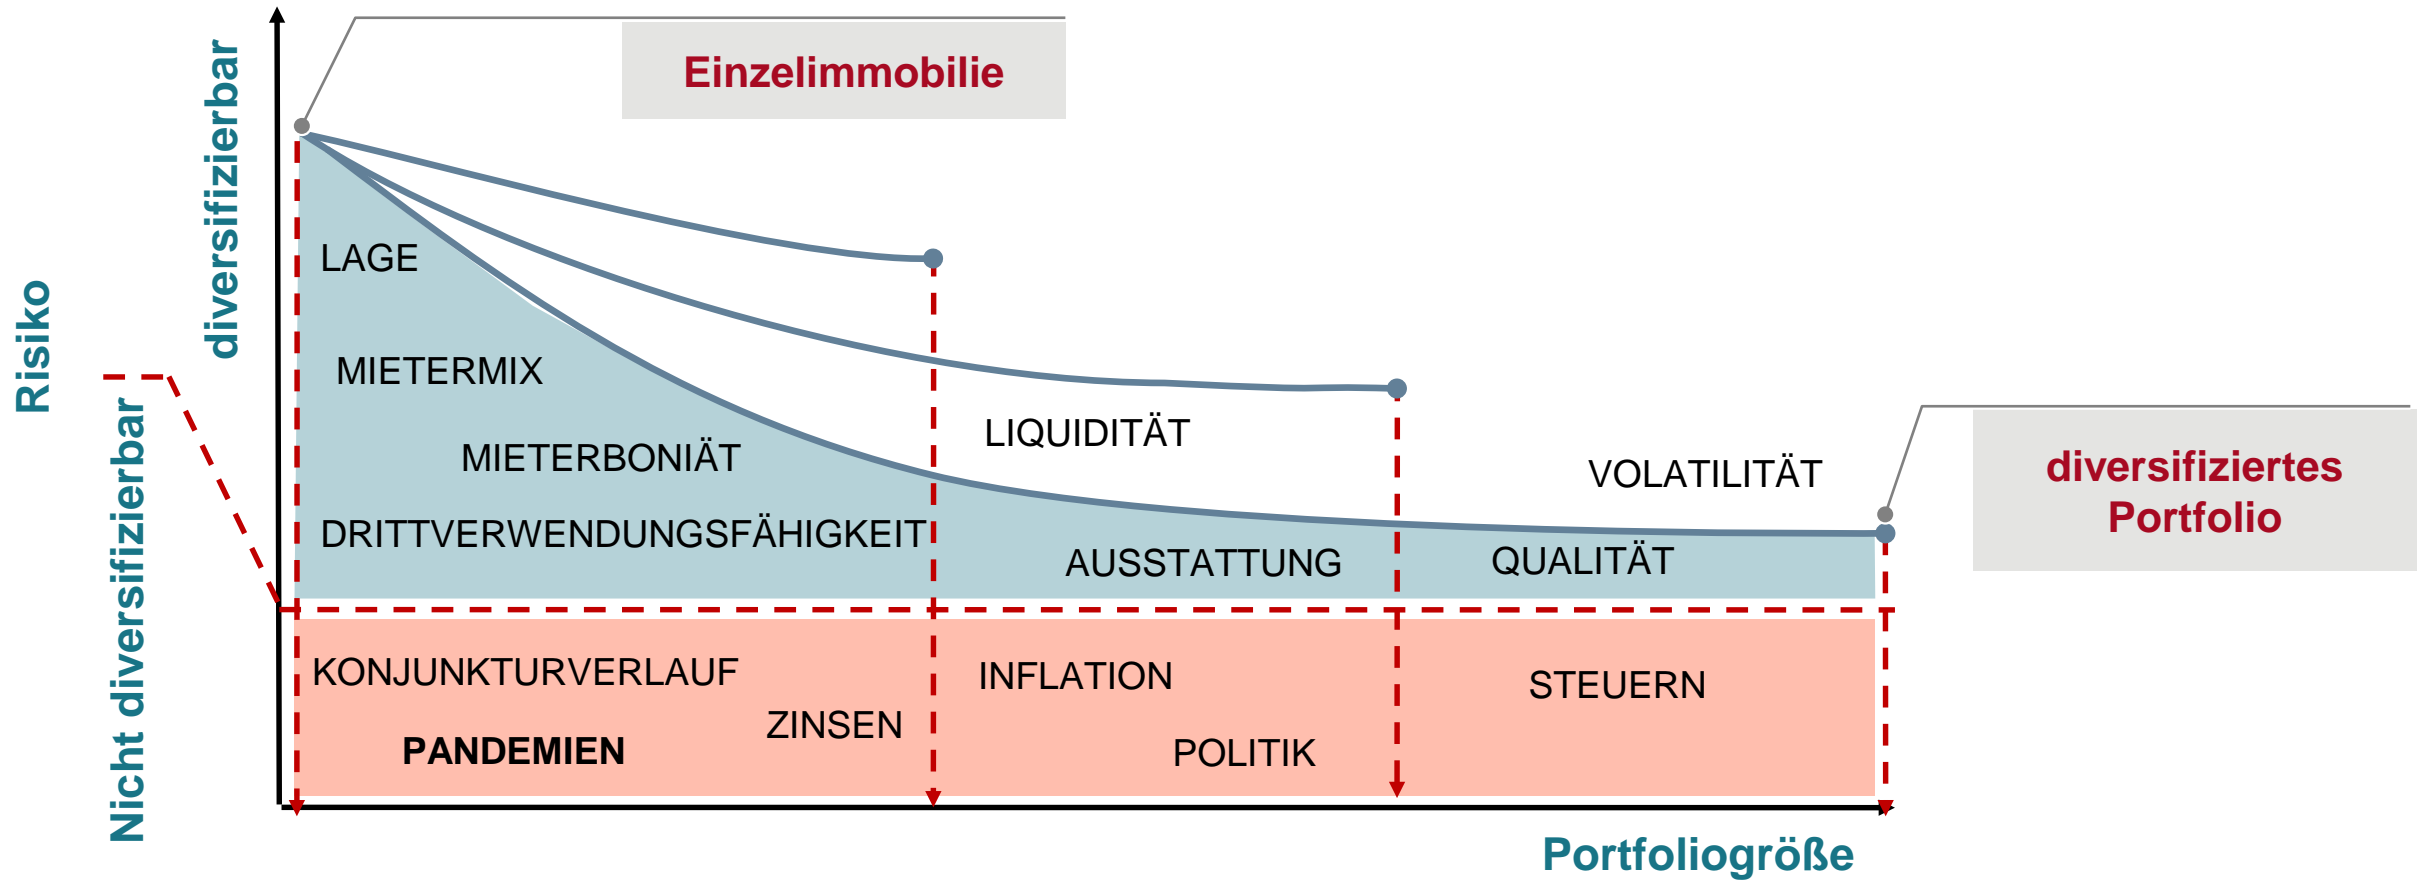 Einzelimmobilie
diversifizierbar
Risiko
Nicht diversifizierbar
LAGE
MIETERMIX
MIETERBONIÄT
DRITTVERWENDUNGSFÄHIGKEIT
LIQUIDITÄT
VOLATILITÄT
AUSSTATTUNG
QUALITÄT
diversifiziertes
Portfolio
KONJUNKTURVERLAUF
INFLATION
STEUERN
ZINSEN
PANDEMIEN
POLITIK
Portfoliogröße